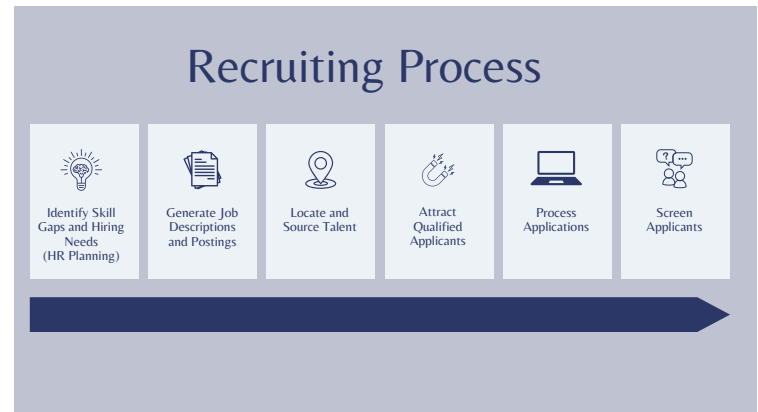 Recruiting Process
Identify Skill
Gaps and Hiring
Needs
(HR Planning)
Generate Job
Descriptions
and Postings
Locate and
Source Talent
Attract
Qualified
Applicants
Process
Applications
?
Screen
Applicants